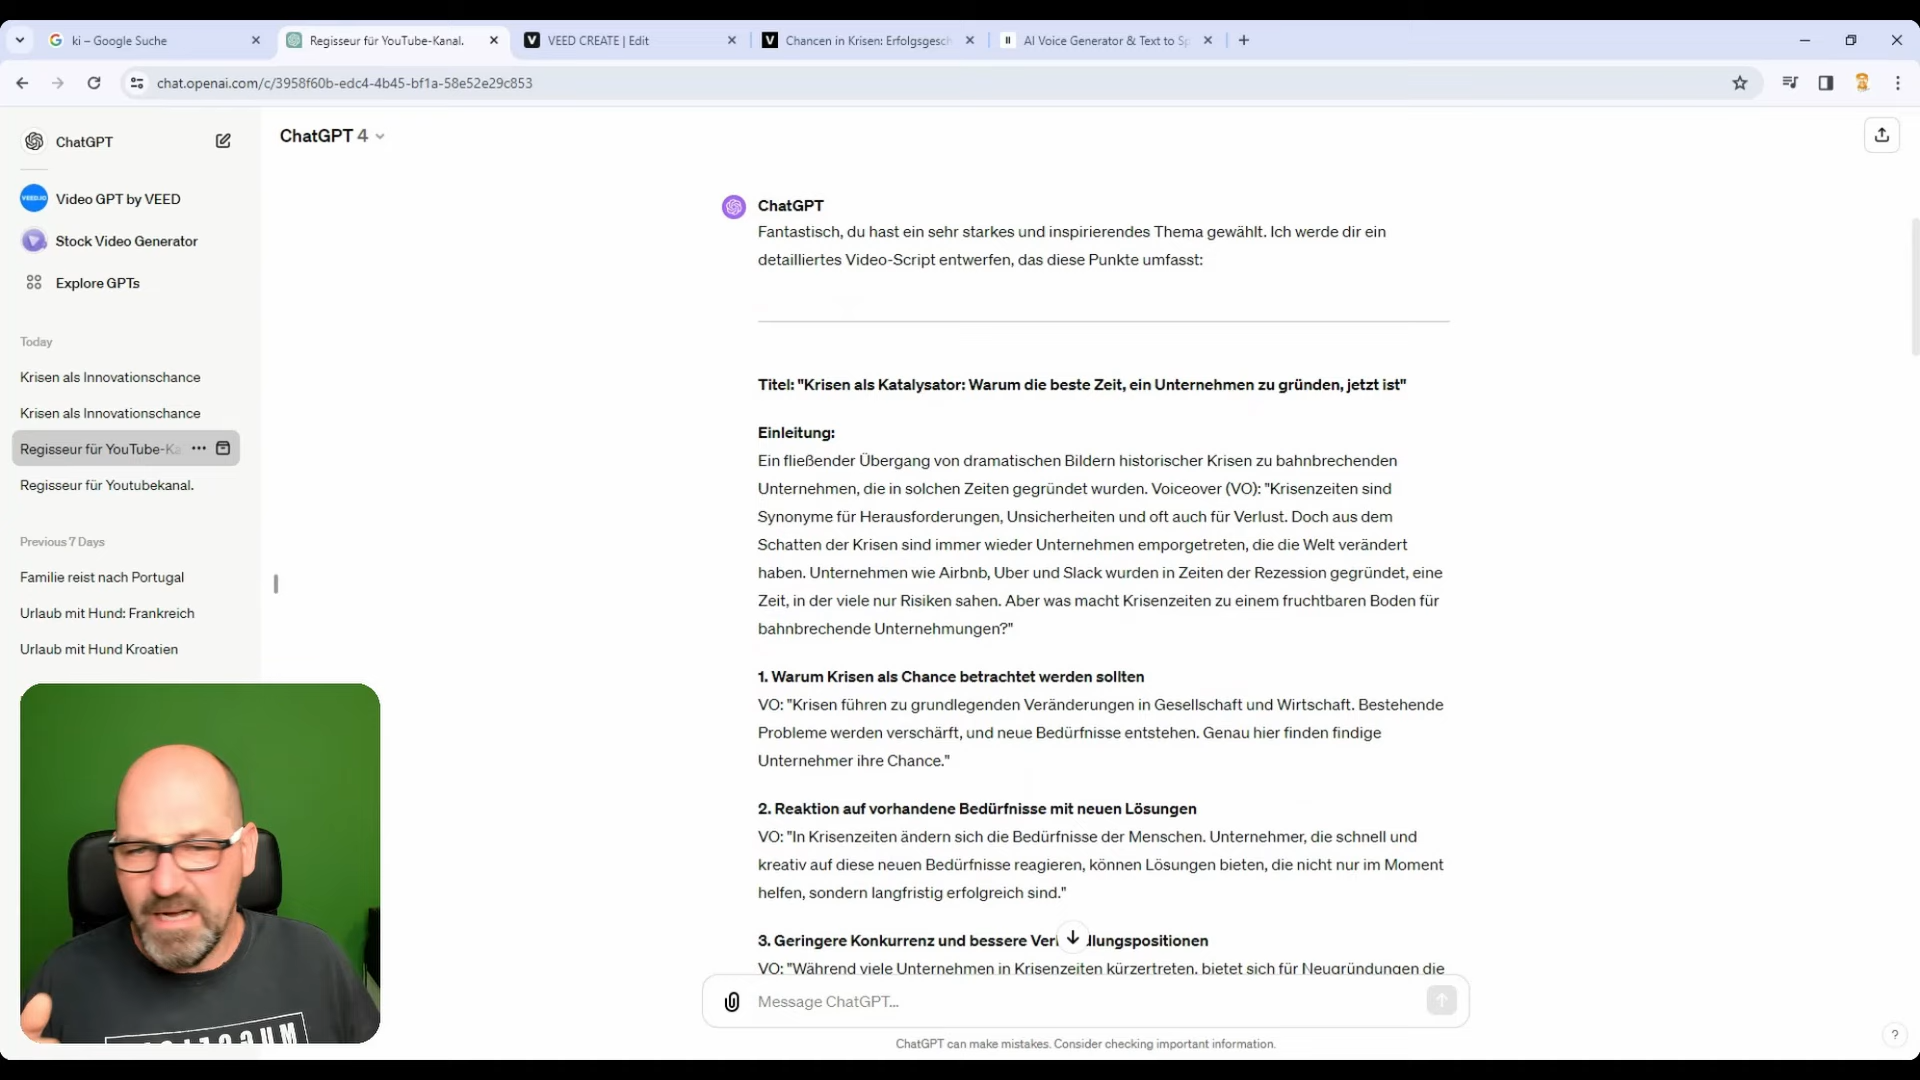 ki – Google Suche
Regisseur für YouTube-Kanal.
VEED CREATE | Edit
Chancen in Krisen: Erfolgsgesch
AI Voice Generator & Text to Sp
chat.openai.com/c/3958f60b-edc4-4b45-bf1a-58e52e29c853
ChatGPT
Video GPT by VEED
Stock Video Generator
Explore GPTs
Today
Krisen als Innovationschance
Krisen als Innovationschance
Regisseur für YouTube-Ka
Regisseur für Youtubekanal.
Previous 7 Days
Familie reist nach Portugal
Urlaub mit Hund: Frankreich
Urlaub mit Hund Kroatien
ChatGPT 4
ChatGPT
Fantastisch, du hast ein sehr starkes und inspirierendes Thema gewählt. Ich werde dir ein
detailliertes Video-Script entwerfen, das diese Punkte umfasst:
Titel: "Krisen als Katalysator: Warum die beste Zeit, ein Unternehmen zu gründen, jetzt ist"
Einleitung:
Ein fließender Übergang von dramatischen Bildern historischer Krisen zu bahnbrechenden
Unternehmen, die in solchen Zeiten gegründet wurden. Voiceover (VO): "Krisenzeiten sind
Synonyme für Herausforderungen, Unsicherheiten und oft auch für Verlust. Doch aus dem
Schatten der Krisen sind immer wieder Unternehmen emporgetreten, die die Welt verändert
haben. Unternehmen wie Airbnb, Uber und Slack wurden in Zeiten der Rezession gegründet, eine
Zeit, in der viele nur Risiken sahen. Aber was macht Krisenzeiten zu einem fruchtbaren Boden für
bahnbrechende Unternehmungen?"
1. Warum Krisen als Chance betrachtet werden sollten
VO: "Krisen führen zu grundlegenden Veränderungen in Gesellschaft und Wirtschaft. Bestehende
Probleme werden verschärft, und neue Bedürfnisse entstehen. Genau hier finden findige
Unternehmer ihre Chance."
2. Reaktion auf vorhandene Bedürfnisse mit neuen Lösungen
VO: "In Krisenzeiten ändern sich die Bedürfnisse der Menschen. Unternehmer, die schnell und
kreativ auf diese neuen Bedürfnisse reagieren, können Lösungen bieten, die nicht nur im Moment
helfen, sondern langfristig erfolgreich sind."
3. Geringere Konkurrenz und bessere Ver dlungspositionen
VO: "Während viele Unternehmen in Krisenzeiten kürzertreten, bietet sich für Neugründungen die
Message ChatGPT...
ChatGPT can make mistakes. Consider checking important information.